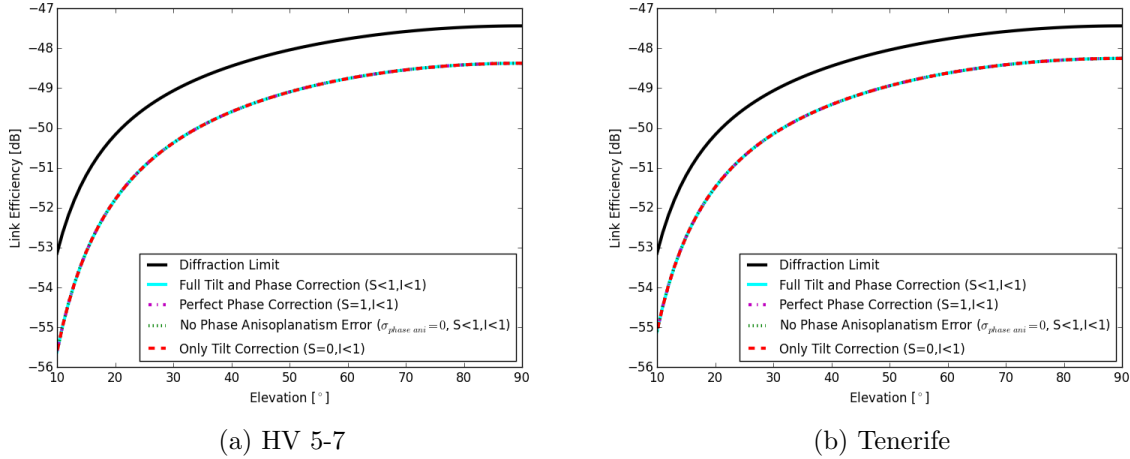 −47
−48
−49
−50
−51
−52
−53
−54
−55
−56
Link Efficiency [dB]
10 20 30 40 50 60 70 80 90
Elevation [°]
Diffraction Limit
Full Tilt and Phase Correction (S<1,I<1)
Perfect Phase Correction (S=1,I<1)
No Phase Anisoplanatism Error (σ_phase ani=0, S<1,I<1)
Only Tilt Correction (S=0,I<1)
(a) HV 5-7
−47
−48
−49
−50
−51
−52
−53
−54
−55
−56
Link Efficiency [dB]
10 20 30 40 50 60 70 80 90
Elevation [°]
Diffraction Limit
Full Tilt and Phase Correction (S<1,I<1)
Perfect Phase Correction (S=1,I<1)
No Phase Anisoplanatism Error (σ_phase ani=0, S<1,I<1)
Only Tilt Correction (S=0,I<1)
(b) Tenerife